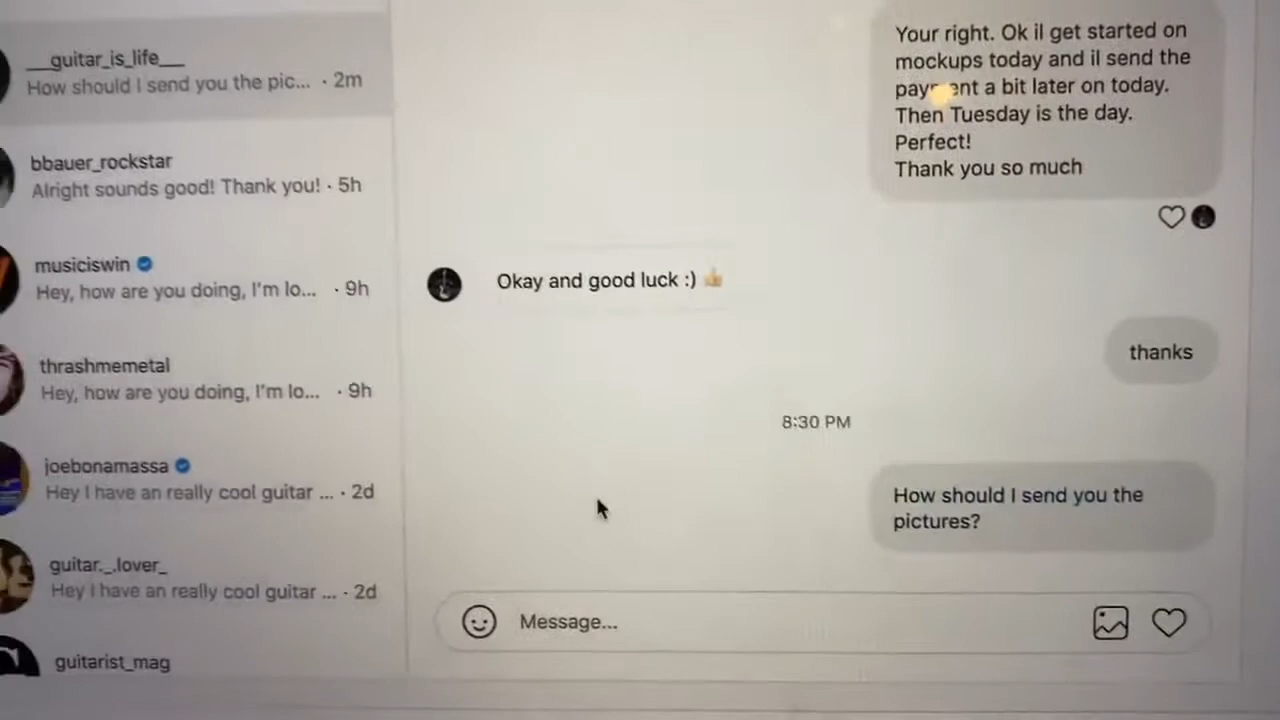 __guitar_is_life__
How should I send you the pic... · 2m
bbauer_rockstar
Alright sounds good! Thank you! · 5h
musiciswin
Hey, how are you doing, I'm lo... · 9h
thrashmemetal
Hey, how are you doing, I'm lo... · 9h
joebonamassa
Hey I have an really cool guitar ... · 2d
guitar._.lover_
Hey I have an really cool guitar ... · 2d
guitarist_mag
Your right. Ok il get started on
mockups today and il send the
payment a bit later on today.
Then Tuesday is the day.
Perfect!
Thank you so much
Okay and good luck :) 👍
thanks
8:30 PM
How should I send you the
pictures?
Message...